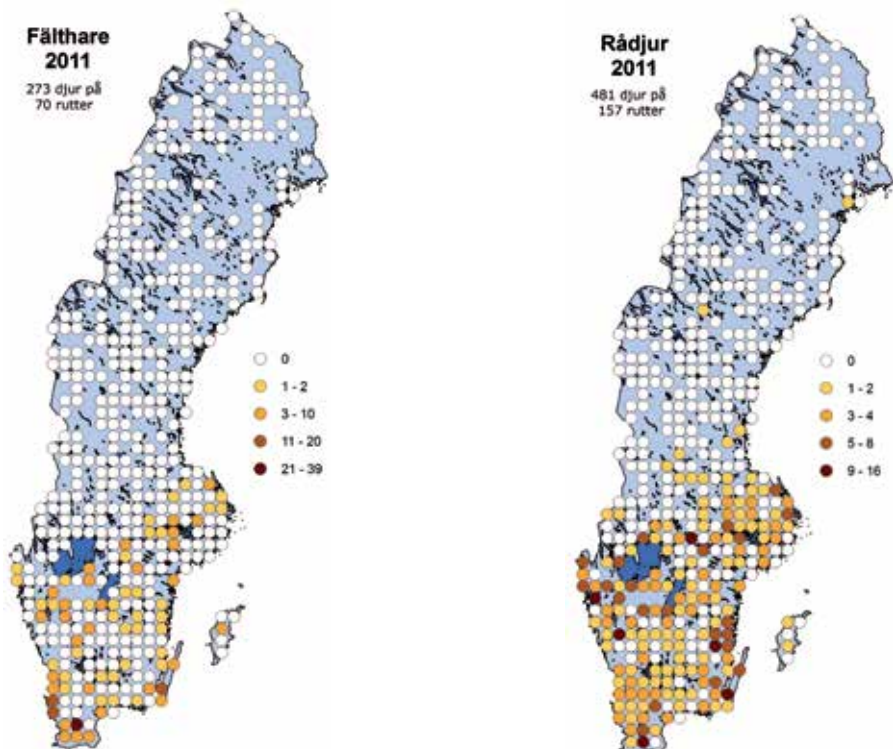 Fälthare
2011
273 djur på
70 rutter
0
1 - 2
3 - 10
11 - 20
21 - 39
Rådjur
2011
481 djur på
157 rutter
0
1 - 2
3 - 4
5 - 8
9 - 16